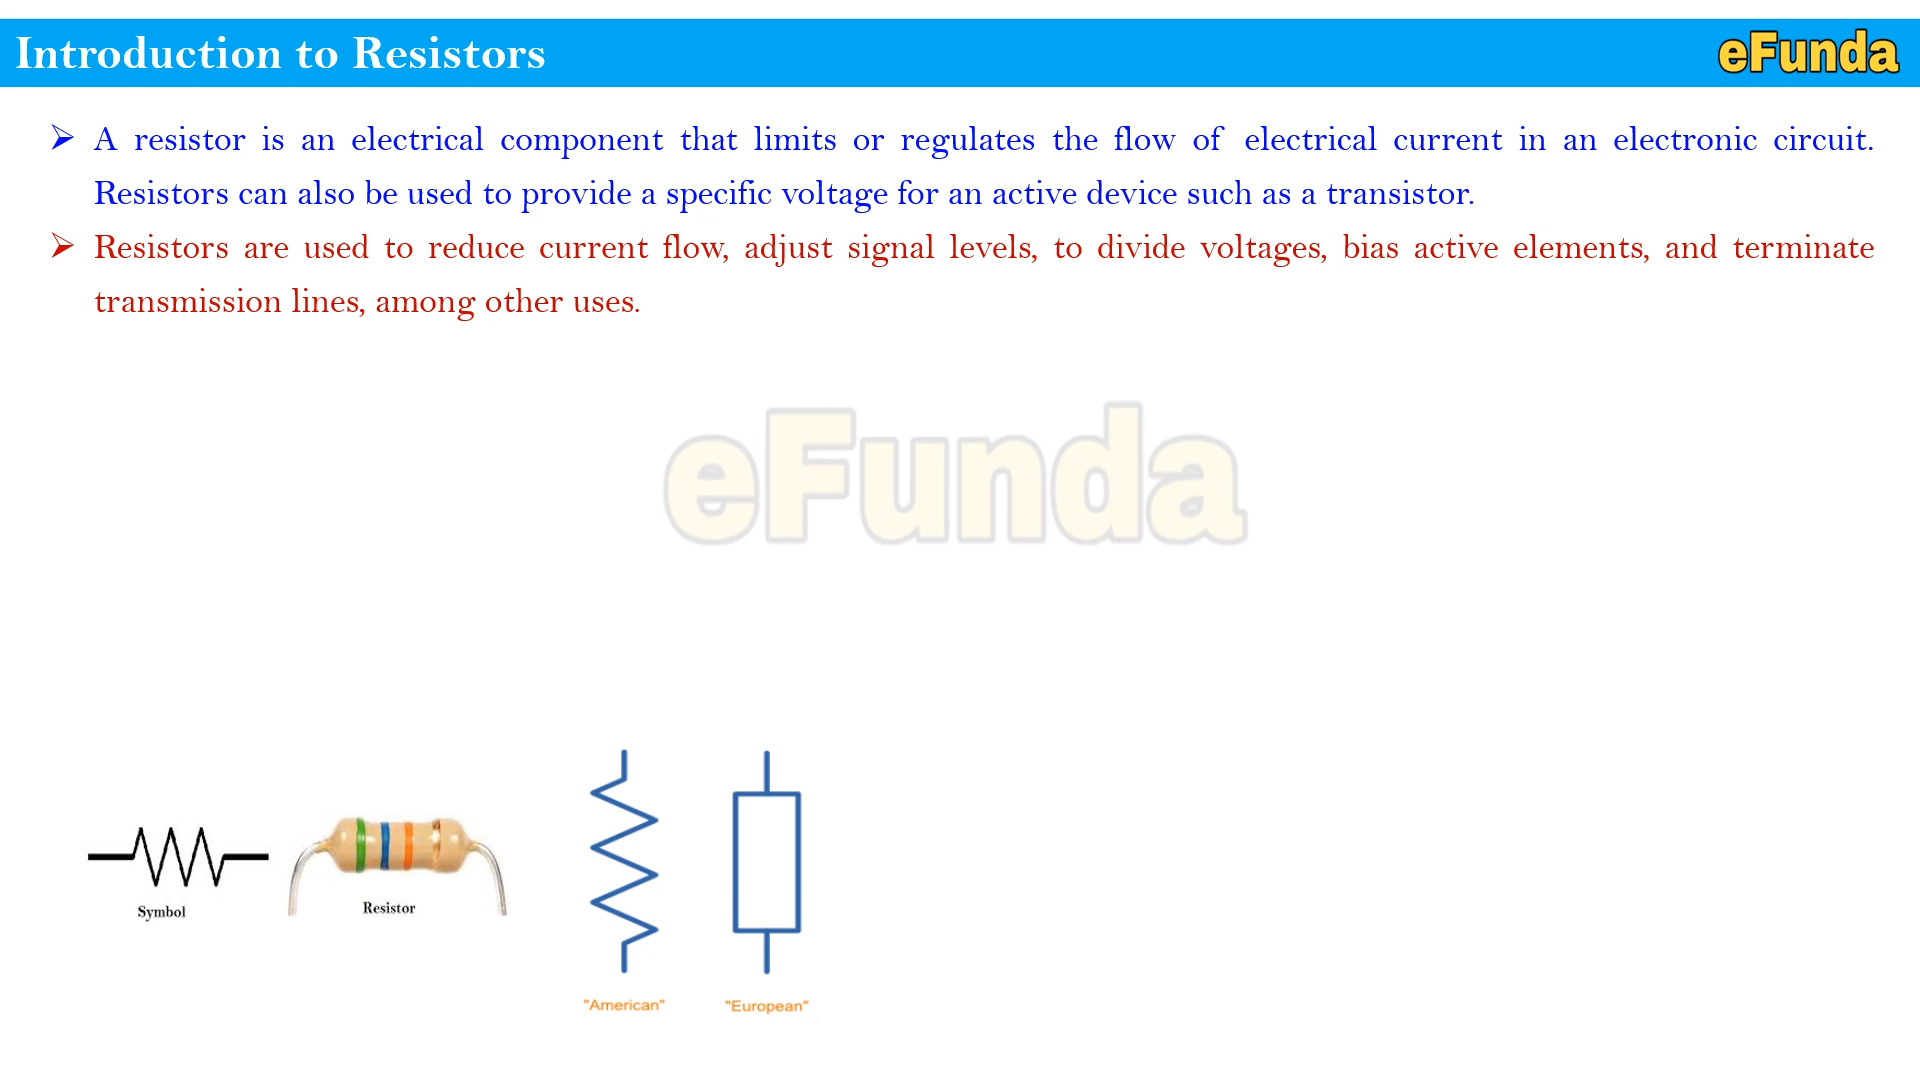 Introduction to Resistors
eFunda
➢ A resistor is an electrical component that limits or regulates the flow of electrical current in an electronic circuit.
Resistors can also be used to provide a specific voltage for an active device such as a transistor.
➢ Resistors are used to reduce current flow, adjust signal levels, to divide voltages, bias active elements, and terminate
transmission lines, among other uses.
eFunda
Symbol
Resistor
"American"
"European"